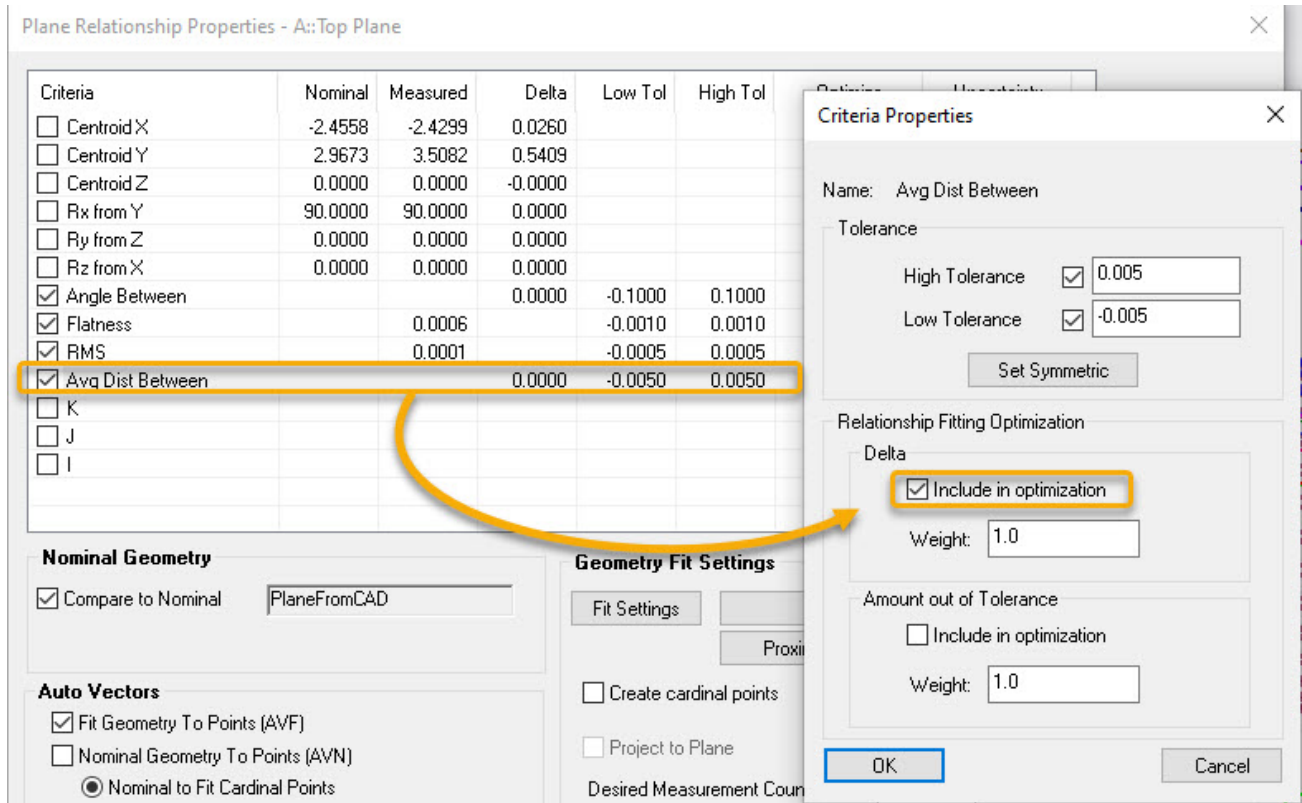 Plane Relationship Properties - A::Top Plane
Criteria Nominal Measured Delta Low Tol High Tol
Centroid X -2.4558 -2.4299 0.0260
Centroid Y 2.9673 3.5082 0.5409
Centroid Z 0.0000 0.0000 -0.0000
Rx from Y 90.0000 90.0000 0.0000
Ry from Z 0.0000 0.0000 0.0000
Rz from X 0.0000 0.0000 0.0000
Angle Between 0.0000 -0.1000 0.1000
Flatness 0.0006 -0.0010 0.0010
RMS 0.0001 -0.0005 0.0005
Avg Dist Between 0.0000 -0.0050 0.0050
K
J
I
Nominal Geometry
Compare to Nominal PlaneFromCAD
Auto Vectors
Fit Geometry To Points (AVF)
Nominal Geometry To Points (AVN)
Nominal to Fit Cardinal Points
Geometry Fit Settings
Fit Settings
Create cardinal points
Project to Plane
Desired Measurement
Criteria Properties
Name: Avg Dist Between
Tolerance
High Tolerance 0.005
Low Tolerance -0.005
Set Symmetric
Relationship Fitting Optimization
Delta
Include in optimization
Weight: 1.0
Amount out of Tolerance
Include in optimization
Weight: 1.0
OK Cancel